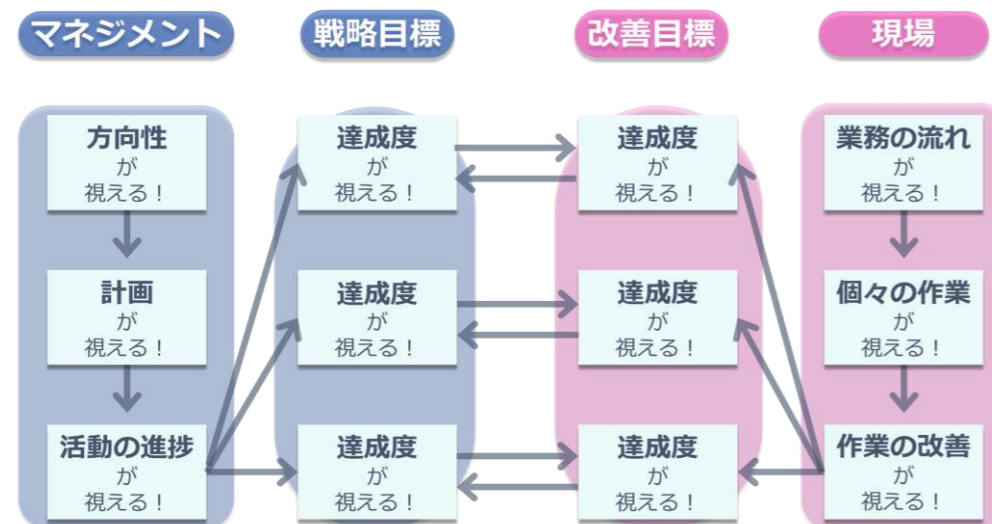 マネジメント
戦略目標
改善目標
現場
方向性
が
視える！
達成度
が
視える！
達成度
が
視える！
業務の流れ
が
視える！
計画
が
視える！
達成度
が
視える！
達成度
が
視える！
個々の作業
が
視える！
活動の進捗
が
視える！
達成度
が
視える！
達成度
が
視える！
作業の改善
が
視える！